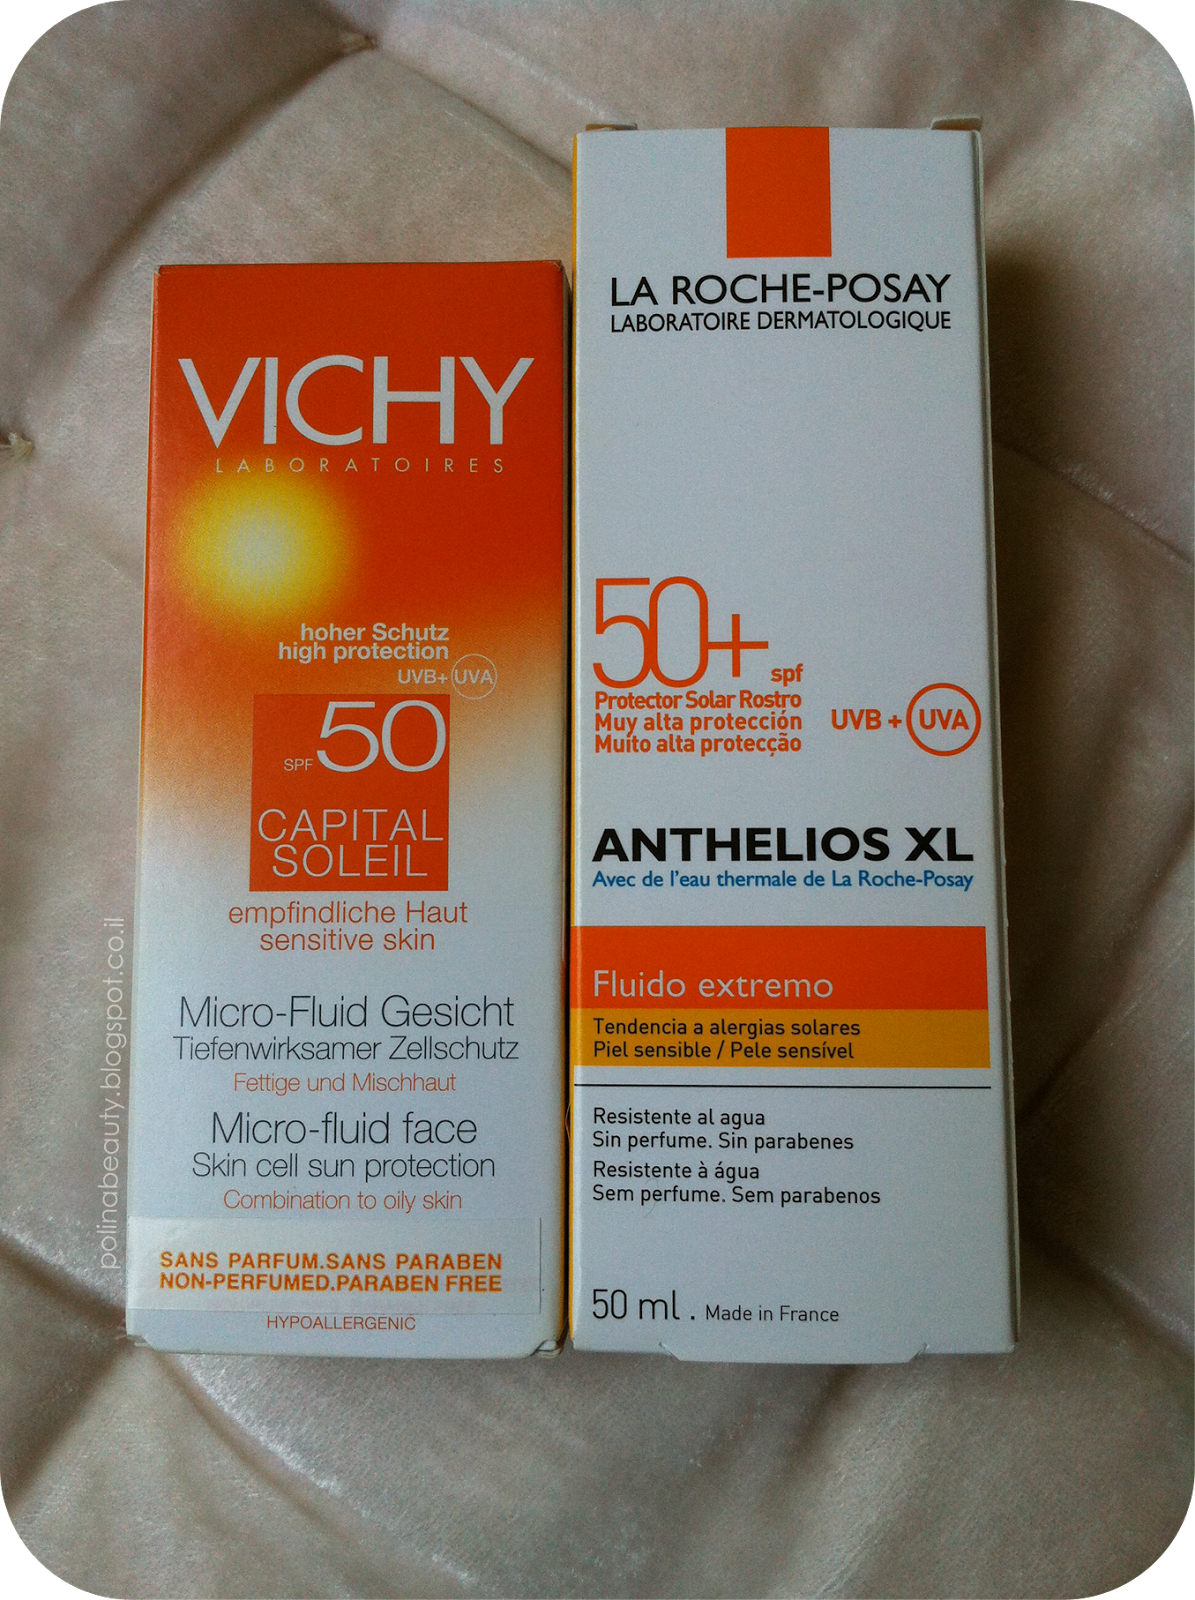 VICHY
LABORATOIRES
hoher Schutz
high protection
UVB+ UVA
SPF 50
CAPITAL
SOLEIL
empfindliche Haut
sensitive skin
Micro-Fluid Gesicht
Tiefenwirksamer Zellschutz
Fettige und Mischhaut
Micro-fluid face
Skin cell sun protection
Combination to oily skin
SANS PARFUM.SANS PARABEN
NON-PERFUMED.PARABEN FREE
HYPOALLERGENIC
LA ROCHE-POSAY
LABORATOIRE DERMATOLOGIQUE
50+ spf
Protector Solar Rostro
Muy alta protección
Muito alta protecção
UVB + UVA
ANTHELIOS XL
Avec de l'eau thermale de La Roche-Posay
Fluido extremo
Tendencia a alergias solares
Piel sensible / Pele sensível
Resistente al agua
Sin perfume. Sin parabenes
Resistente à água
Sem perfume. Sem parabenos
50 ml . Made in France
polinabeauty.blogspot.co.il